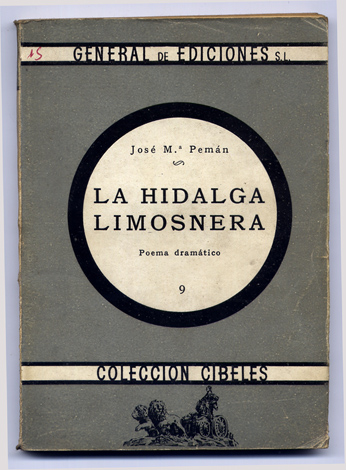 GENERAL DE EDICIONES S.L.
José M.ª Pemán
LA HIDALGA
LIMOSNERA
Poema dramático
9
COLECCION CIBELES